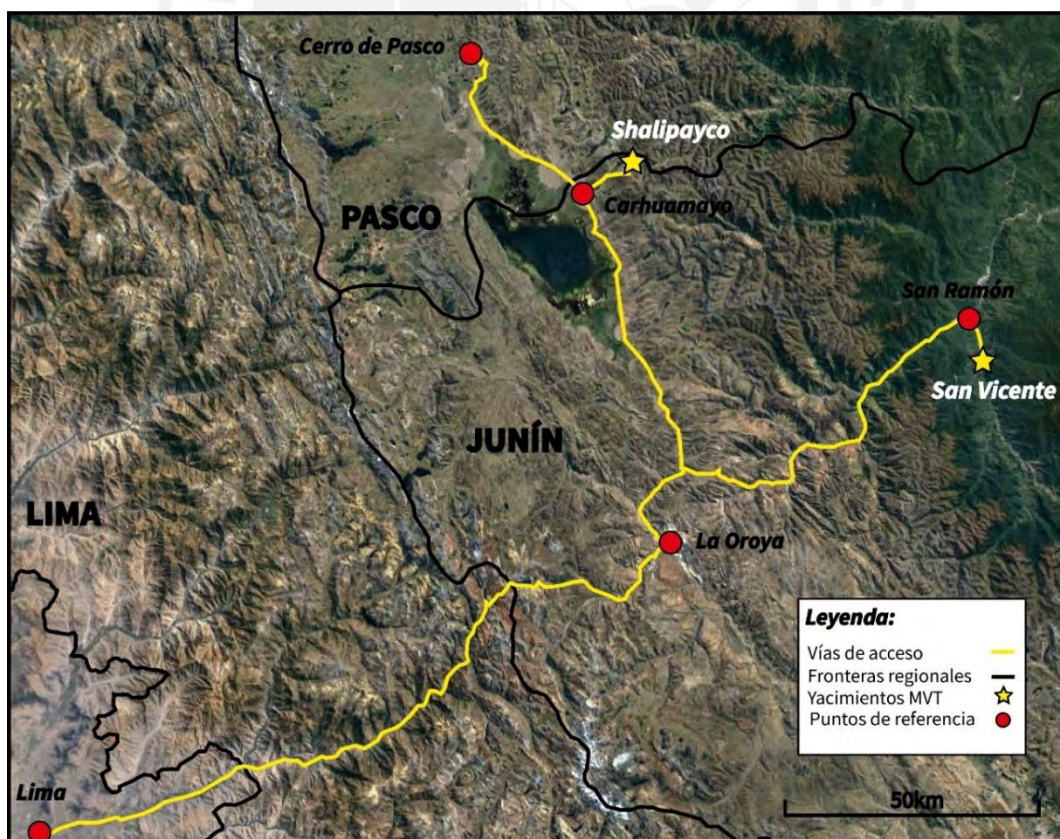 Cerro de Pasco
Shalipayco
Carhuamayo
PASCO
San Ramón
San Vicente
JUNÍN
LIMA
La Oroya
Leyenda:
Vías de acceso
Fronteras regionales
Yacimientos MVT
Puntos de referencia
Lima
50km